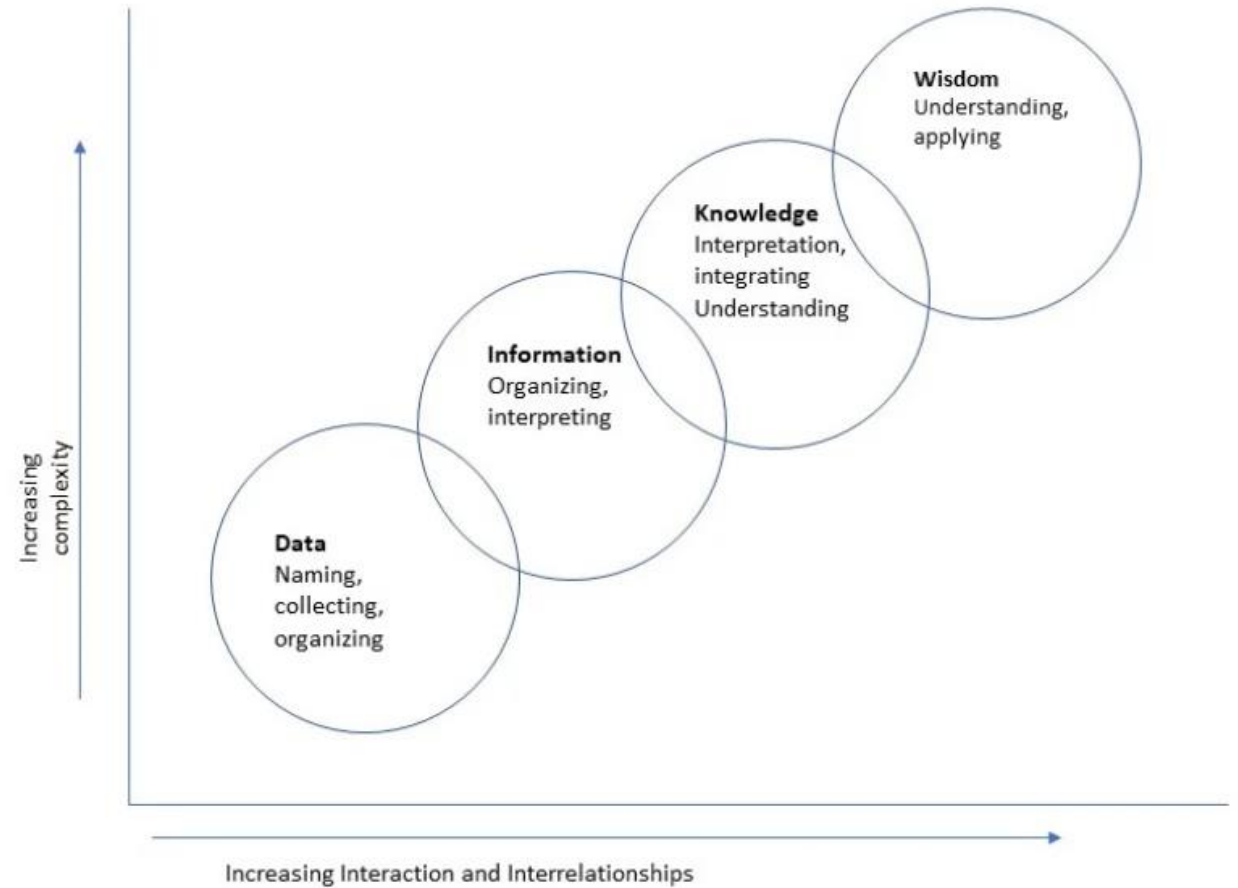 Wisdom
Understanding,
applying
Knowledge
Interpretation,
integrating
Understanding
Information
Organizing,
interpreting
Data
Naming,
collecting,
organizing
Increasing
complexity
Increasing Interaction and Interrelationships